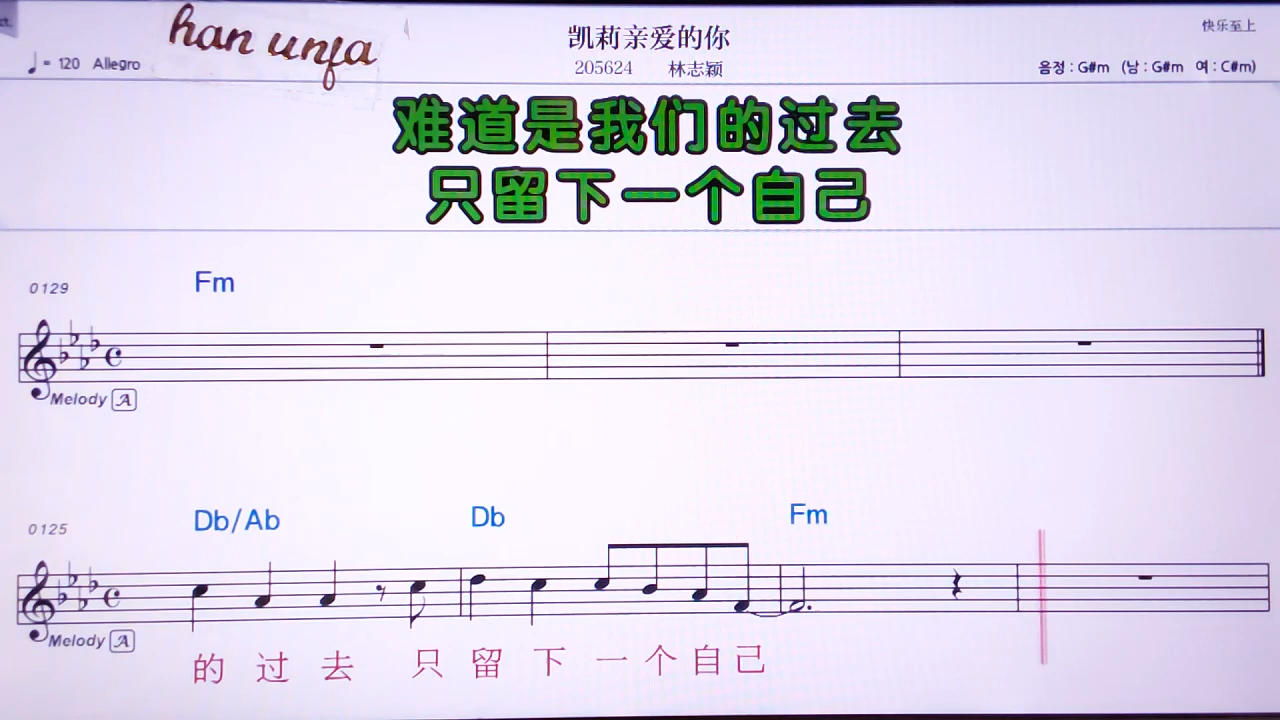 han unfa
凯莉亲爱的你
快乐至上
♩= 120 Allegro
205624 林志颖
음정 : G#m (남 : G#m 여 : C#m)
难道是我们的过去
只留下一个自己
0129 Fm
Melody A
0125 Db/Ab Db Fm
Melody A
的 过 去 只 留 下 一 个 自 己